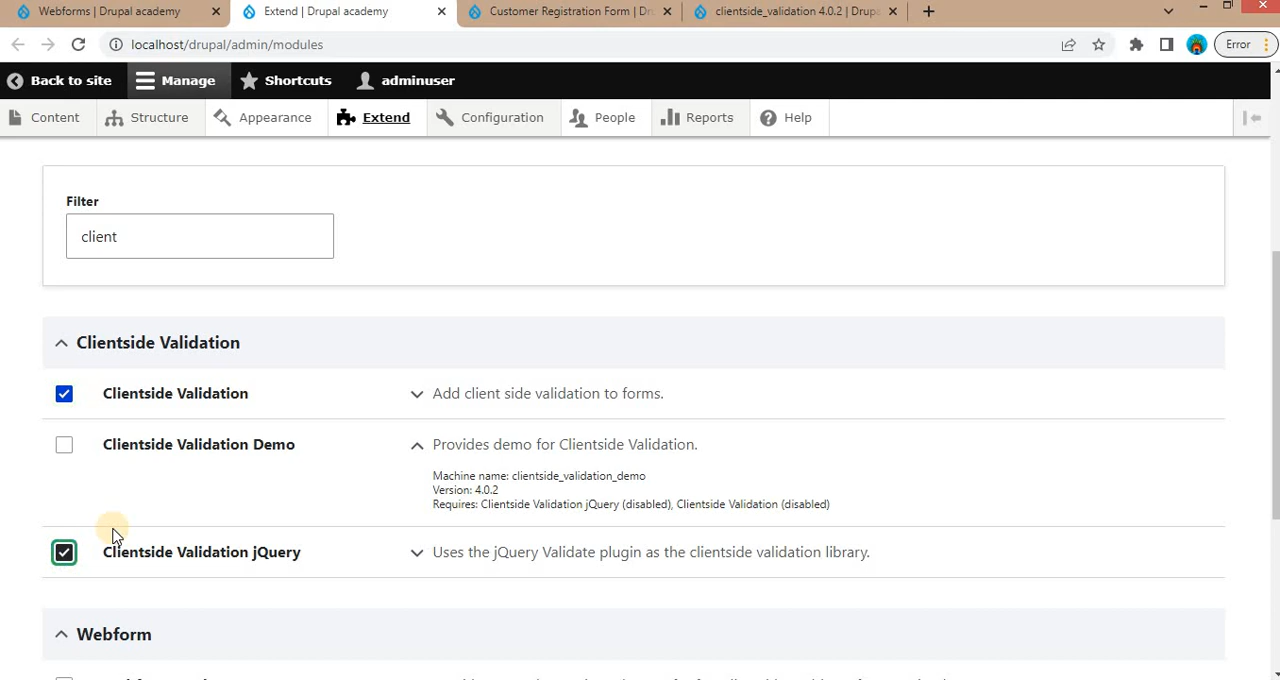 Webforms | Drupal academy
Extend | Drupal academy
Customer Registration Form | Dr
clientside_validation 4.0.2 | Drupa
localhost/drupal/admin/modules
Error
Back to site
Manage
Shortcuts
adminuser
Content
Structure
Appearance
Extend
Configuration
People
Reports
Help
Filter
client
Clientside Validation
Clientside Validation
Add client side validation to forms.
Clientside Validation Demo
Provides demo for Clientside Validation.
Machine name: clientside_validation_demo
Version: 4.0.2
Requires: Clientside Validation jQuery (disabled), Clientside Validation (disabled)
Clientside Validation jQuery
Uses the jQuery Validate plugin as the clientside validation library.
Webform